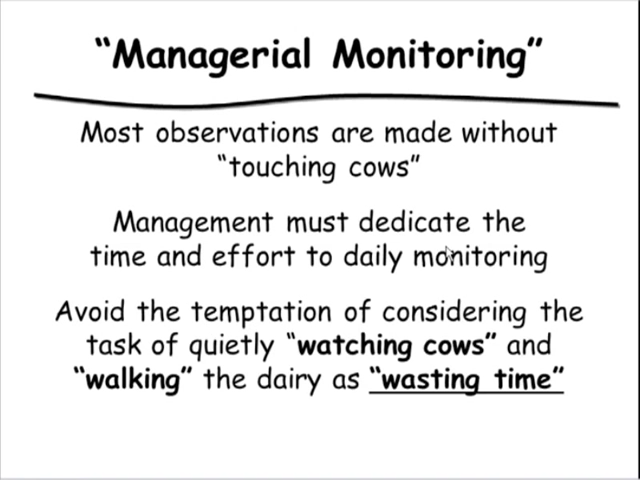 “Managerial Monitoring”
Most observations are made without
“touching cows”
Management must dedicate the
time and effort to daily monitoring
Avoid the temptation of considering the
task of quietly “watching cows” and
“walking” the dairy as “wasting time”